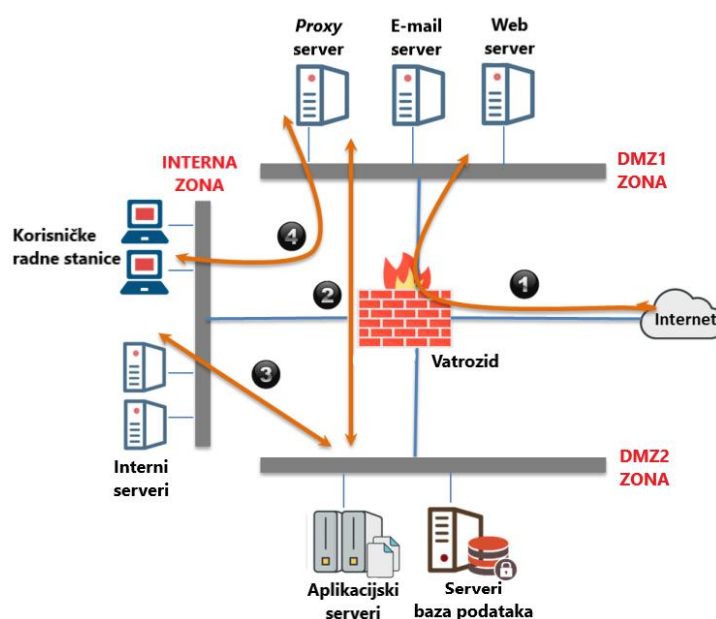 Proxy
server
E-mail
server
Web
server
INTERNA
ZONA
DMZ1
ZONA
Korisničke
radne stanice
4
2
1
Internet
Vatrozid
3
Interni
serveri
DMZ2
ZONA
Aplikacijski
serveri
Serveri
baza podataka